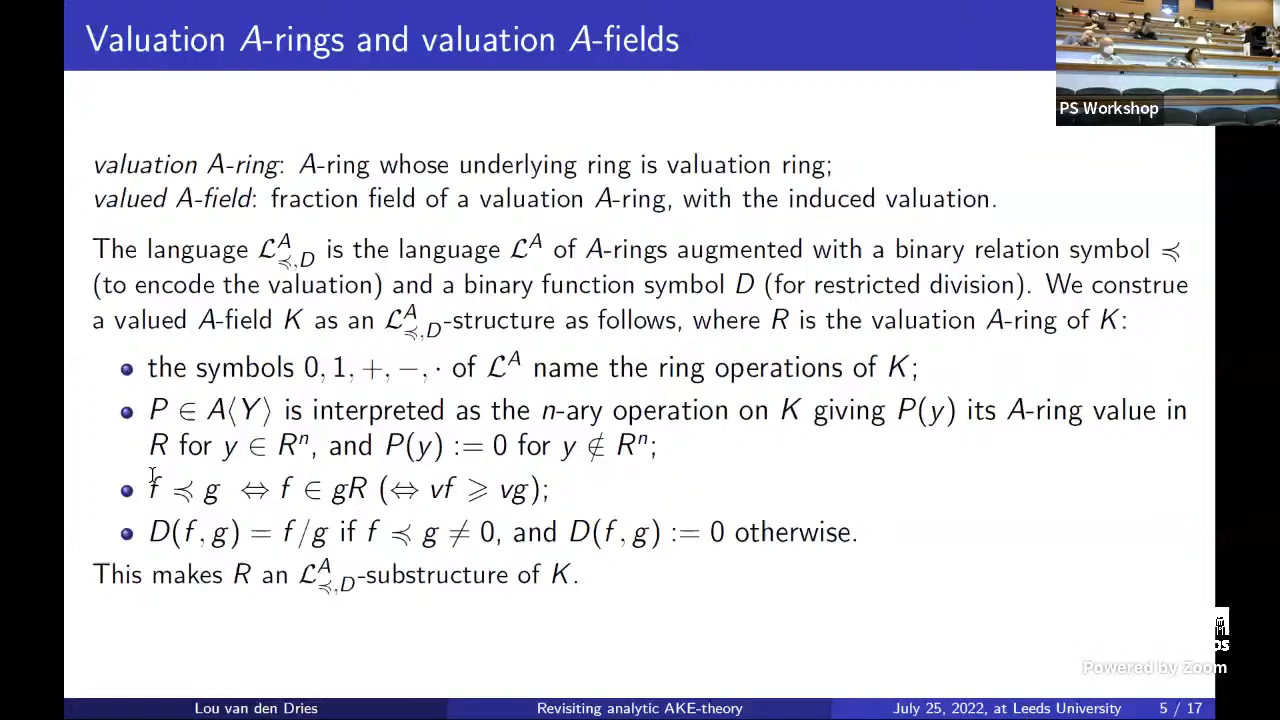 Valuation A-rings and valuation A-fields
PS Workshop
valuation A-ring: A-ring whose underlying ring is valuation ring;
valued A-field: fraction field of a valuation A-ring, with the induced valuation.
The language ℒ^A_{≼,D} is the language ℒ^A of A-rings augmented with a binary relation symbol ≼
(to encode the valuation) and a binary function symbol D (for restricted division). We construe
a valued A-field K as an ℒ^A_{≼,D}-structure as follows, where R is the valuation A-ring of K:
• the symbols 0, 1, +, −, · of ℒ^A name the ring operations of K;
• P ∈ A⟨Y⟩ is interpreted as the n-ary operation on K giving P(y) its A-ring value in
R for y ∈ R^n, and P(y) := 0 for y ∉ R^n;
• f ≼ g ⇔ f ∈ gR (⇔ vf ⩾ vg);
• D(f, g) = f/g if f ≼ g ≠ 0, and D(f, g) := 0 otherwise.
This makes R an ℒ^A_{≼,D}-substructure of K.
Powered by Zoom
Lou van den Dries Revisiting analytic AKE-theory July 25, 2022, at Leeds University 5 / 17